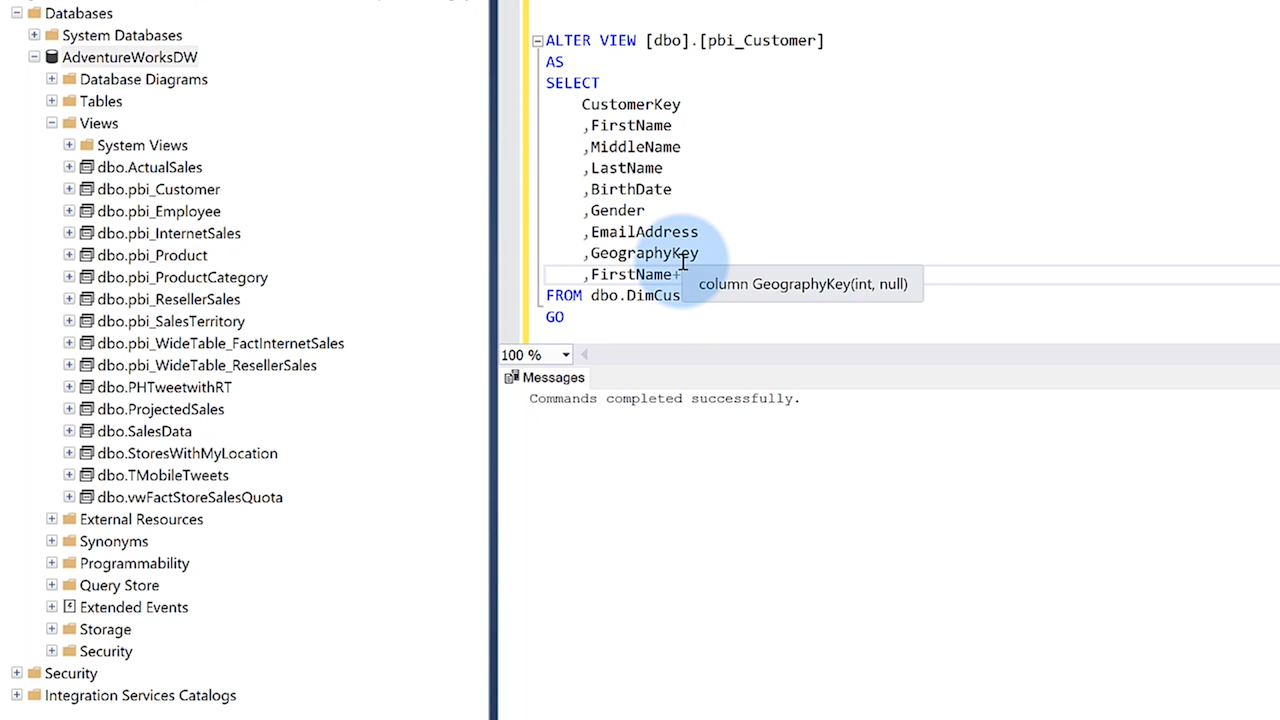 Databases
System Databases
AdventureWorksDW
Database Diagrams
Tables
Views
System Views
dbo.ActualSales
dbo.pbi_Customer
dbo.pbi_Employee
dbo.pbi_InternetSales
dbo.pbi_Product
dbo.pbi_ProductCategory
dbo.pbi_ResellerSales
dbo.pbi_SalesTerritory
dbo.pbi_WideTable_FactInternetSales
dbo.pbi_WideTable_ResellerSales
dbo.PHTweetwithRT
dbo.ProjectedSales
dbo.SalesData
dbo.StoresWithMyLocation
dbo.TMobileTweets
dbo.vwFactStoreSalesQuota
External Resources
Synonyms
Programmability
Query Store
Extended Events
Storage
Security
Security
Integration Services Catalogs
ALTER VIEW [dbo].[pbi_Customer]
AS
SELECT
CustomerKey
,FirstName
,MiddleName
,LastName
,BirthDate
,Gender
,EmailAddress
,GeographyKey
,FirstName+
column GeographyKey(int, null)
FROM dbo.DimCus
GO
100 %
Messages
Commands completed successfully.